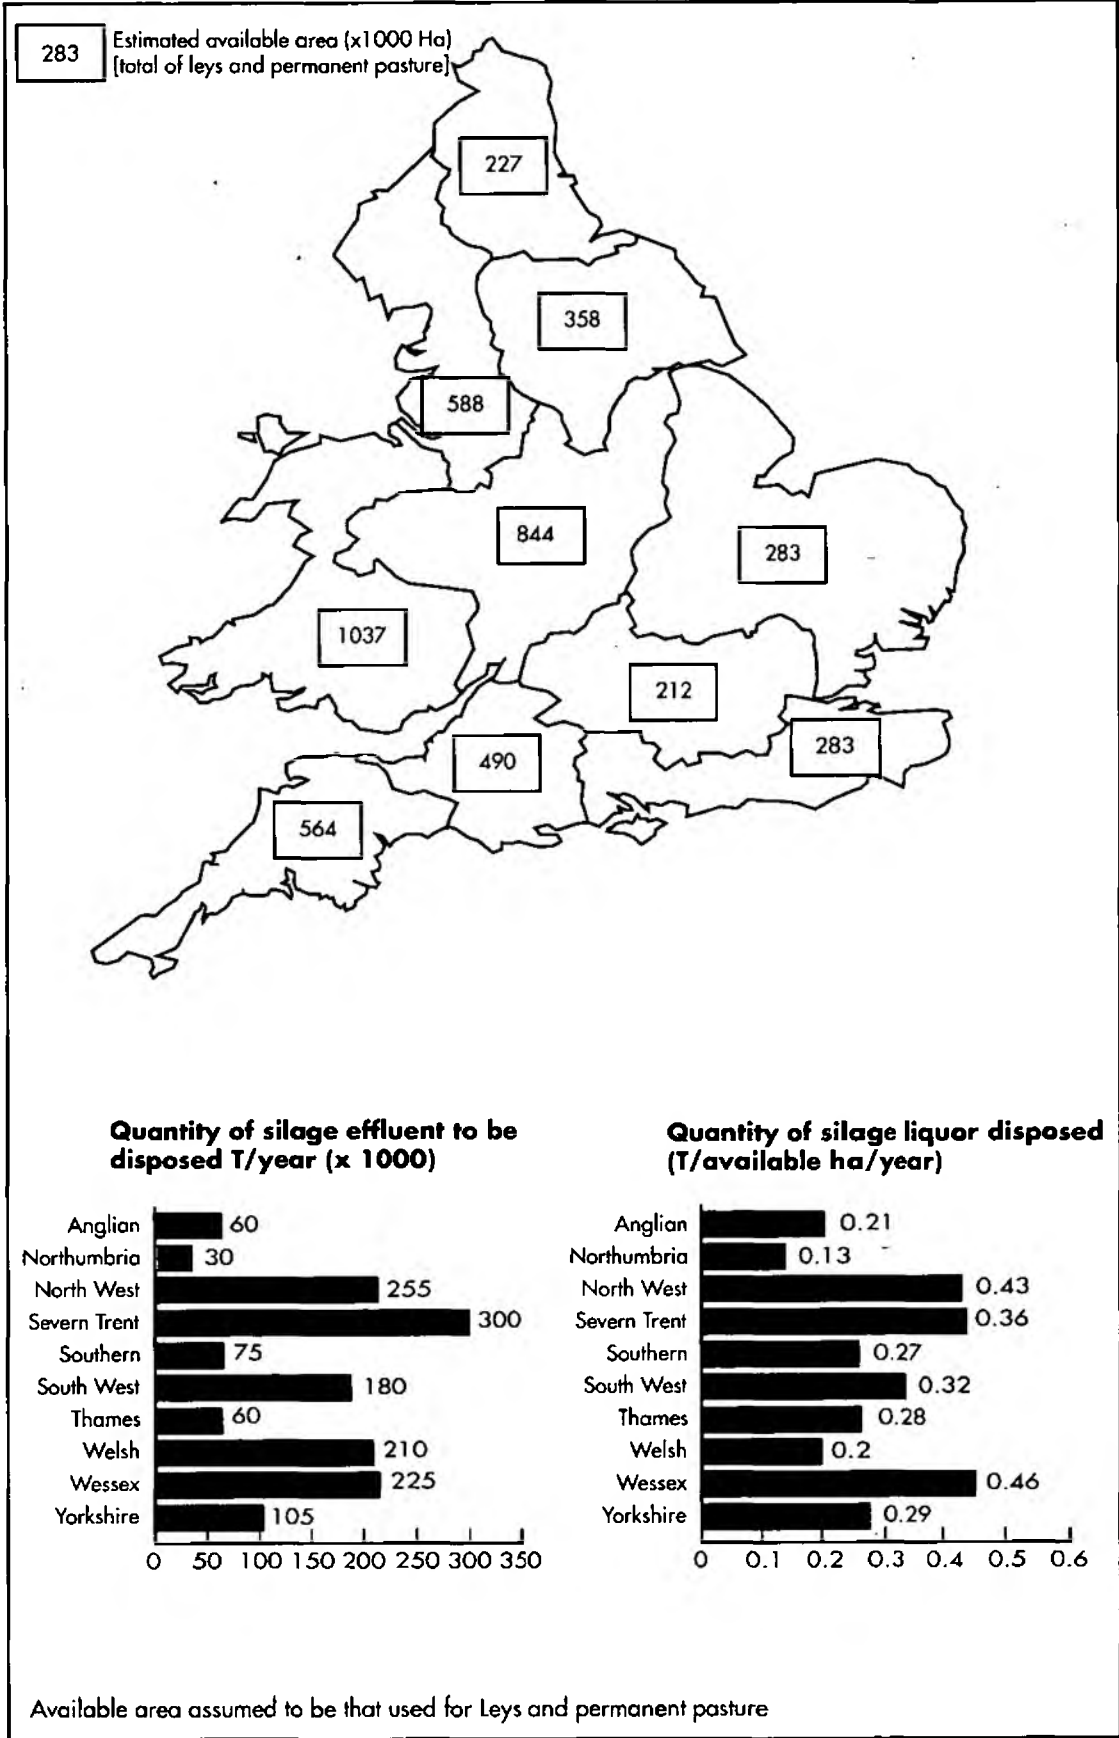 283
Estimated available area (x1000 Ha)
[total of leys and permanent pasture]
227
358
588
844
283
1037
212
283
490
564
Quantity of silage effluent to be
disposed T/year (x 1000)
Anglian 60
Northumbria 30
North West 255
Severn Trent 300
Southern 75
South West 180
Thames 60
Welsh 210
Wessex 225
Yorkshire 105
0 50 100 150 200 250 300 350
Quantity of silage liquor disposed
(T/available ha/year)
Anglian 0.21
Northumbria 0.13
North West 0.43
Severn Trent 0.36
Southern 0.27
South West 0.32
Thames 0.28
Welsh 0.2
Wessex 0.46
Yorkshire 0.29
0 0.1 0.2 0.3 0.4 0.5 0.6
Available area assumed to be that used for Leys and permanent pasture